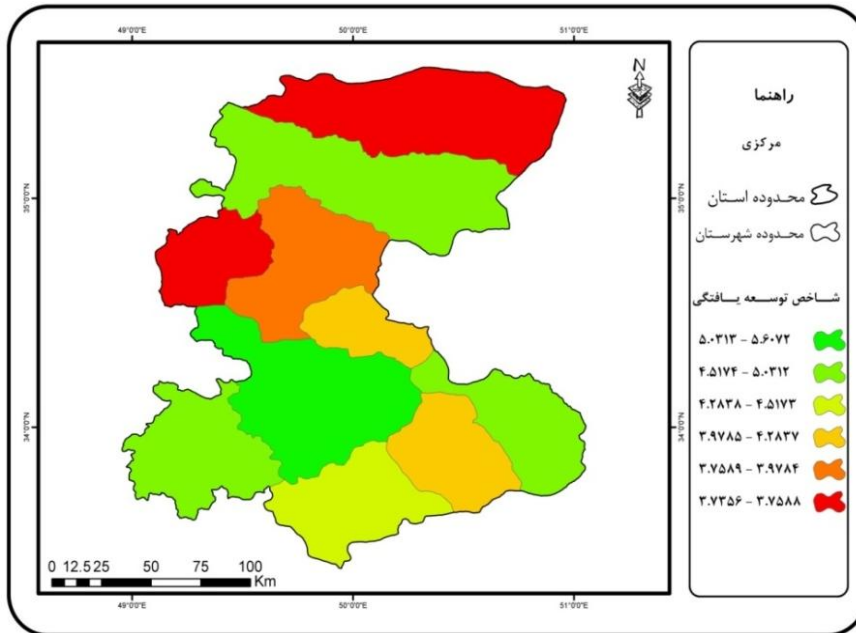 49°0'0"E 50°0'0"E 51°0'0"E
N
35°0'0"N 35°0'0"N
34°0'0"N 34°0'0"N
0 12.5 25 50 75 100
Km
49°0'0"E 50°0'0"E 51°0'0"E
راهنما
مرکزی
محدوده استان
محدوده شهرستان
شاخص توسعه یافتگی
۵.۰۳۱۳ - ۵.۶۰۷۲
۴.۵۱۷۴ - ۵.۰۳۱۲
۴.۲۸۳۸ - ۴.۵۱۷۳
۳.۹۷۸۵ - ۴.۲۸۳۷
۳.۷۵۸۹ - ۳.۹۷۸۴
۳.۷۳۵۶ - ۳.۷۵۸۸